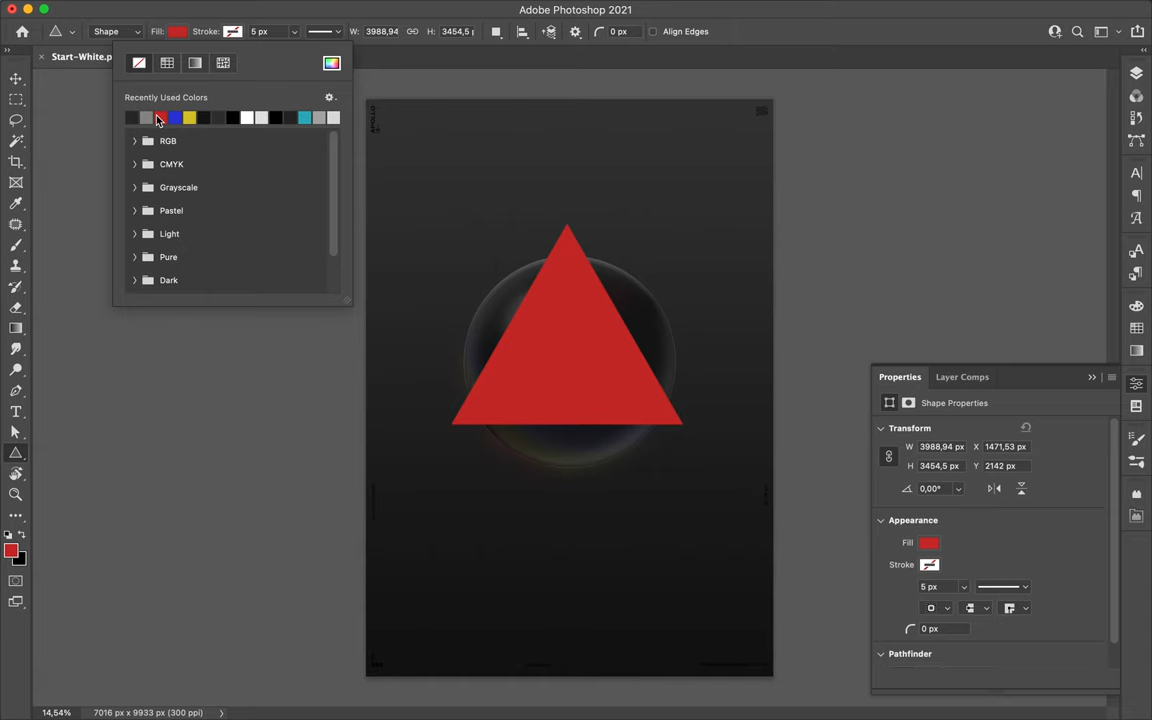 Adobe Photoshop 2021
Shape Fill: Stroke: 5 px W: 3988,94 H: 3454,5 p 0 px Align Edges
Start-White.p
Recently Used Colors
RGB
CMYK
Grayscale
Pastel
Light
Pure
Dark
APOLLO
Properties Layer Comps
Shape Properties
Transform
W 3988,94 px X 1471,53 px
H 3454,5 px Y 2142 px
0,00°
Appearance
Fill
Stroke
5 px
0 px
Pathfinder
14,54% 7016 px x 9933 px (300 ppi)